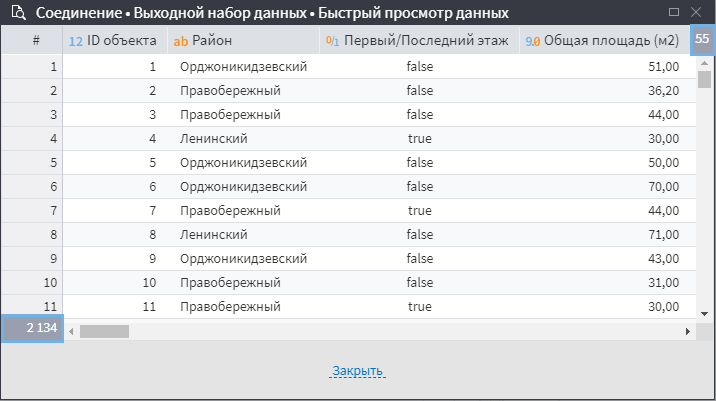 Соединение • Выходной набор данных • Быстрый просмотр данных
# 12 ID объекта ab Район 0/1 Первый/Последний этаж 9.0 Общая площадь (м2) 55
1 1 Орджоникидзевский false 51,00
2 2 Правобережный false 36,20
3 3 Правобережный false 44,00
4 4 Ленинский true 30,00
5 5 Орджоникидзевский false 50,00
6 6 Орджоникидзевский false 70,00
7 7 Правобережный true 44,00
8 8 Ленинский false 71,00
9 9 Орджоникидзевский false 43,00
10 10 Правобережный false 31,00
11 11 Правобережный true 30,00
2 134
Закрыть